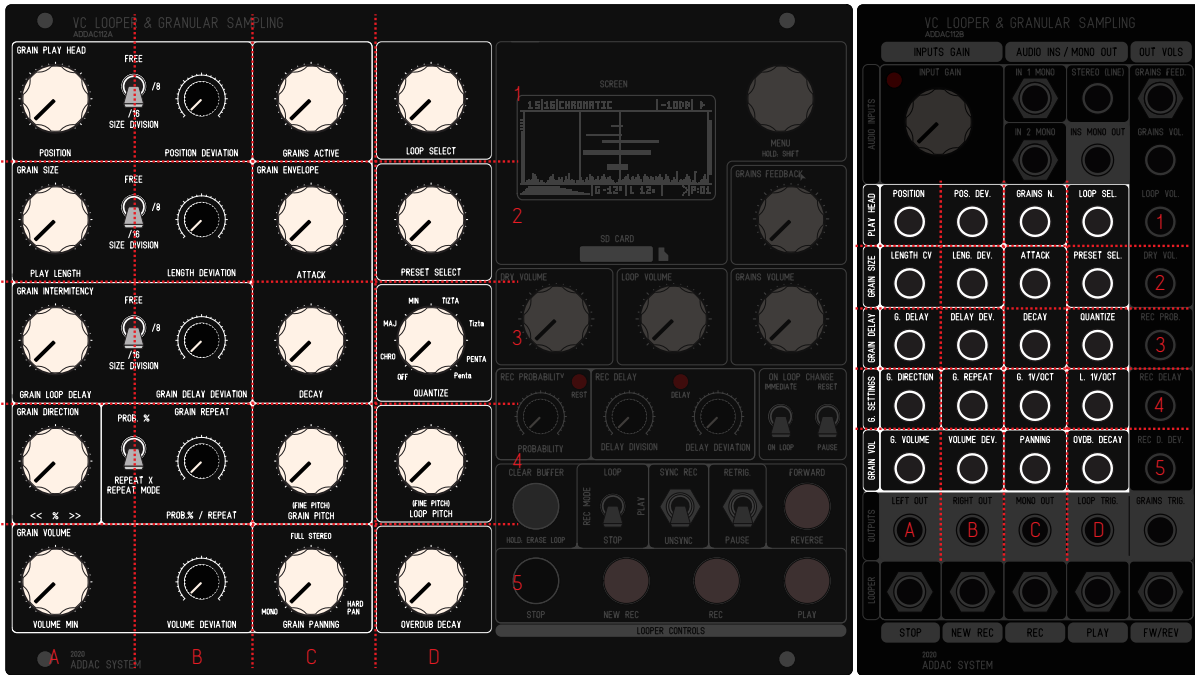 VC LOOPER & GRANULAR SAMPLING
ADDAC112A
GRAIN PLAY HEAD
FREE
/8
/16
SIZE DIVISION
POSITION
POSITION DEVIATION
GRAINS ACTIVE
LOOP SELECT
GRAIN SIZE
FREE
/8
/16
SIZE DIVISION
PLAY LENGTH
LENGTH DEVIATION
GRAIN ENVELOPE
ATTACK
PRESET SELECT
GRAIN INTERMITENCY
FREE
/8
/16
SIZE DIVISION
GRAIN LOOP DELAY
GRAIN DELAY DEVIATION
DECAY
MIN
TIZTA
MAJ
Tizta
CHRO
PENTA
OFF
Penta
QUANTIZE
GRAIN DIRECTION
<< % >>
PROB. %
GRAIN REPEAT
REPEAT X
REPEAT MODE
PROB.% / REPEAT
(FINE PITCH)
GRAIN PITCH
(FINE PITCH)
LOOP PITCH
GRAIN VOLUME
VOLUME MIN
VOLUME DEVIATION
FULL STEREO
MONO
HARD
PAN
GRAIN PANNING
OVERDUB DECAY
A
B
C
D
2020
ADDAC SYSTEM
1
2
3
4
5
SCREEN
15|16|CHROMATIC
|-10DB|
|G-12°|L 12s
P:01
SD CARD
MENU
HOLD. SHIFT
GRAINS FEEDBACK
DRY VOLUME
LOOP VOLUME
GRAINS VOLUME
REC PROBABILITY
REST
PROBABILITY
REC DELAY
DELAY
DELAY DIVISION
DELAY DEVIATION
ON LOOP CHANGE
IMMEDIATE
RESET
ON LOOP
PAUSE
CLEAR BUFFER
HOLD. ERASE LOOP
LOOP
REC MODE
STOP
PLAY
SYNC REC
UNSYNC
RETRIG.
PAUSE
FORWARD
REVERSE
STOP
NEW REC
REC
PLAY
LOOPER CONTROLS
VC LOOPER & GRANULAR SAMPLING
ADDAC112B
INPUTS GAIN
AUDIO INS / MONO OUT
OUT VOLS
AUDIO INPUTS
INPUT GAIN
IN 1 MONO
STEREO (LINE)
GRAINS FEED.
IN 2 MONO
INS MONO OUT
GRAINS VOL.
PLAY HEAD
POSITION
POS. DEV.
GRAINS N.
LOOP SEL.
LOOP VOL.
1
GRAIN SIZE
LENGTH CV
LENG. DEV.
ATTACK
PRESET SEL.
DRY VOL.
2
GRAIN DELAY
G. DELAY
DELAY DEV.
DECAY
QUANTIZE
REC PROB.
3
G. SETTINGS
G. DIRECTION
G. REPEAT
G. 1V/OCT
L. 1V/OCT
REC DELAY
4
GRAIN VOL
G. VOLUME
VOLUME DEV.
PANNING
OVDB. DECAY
REC D. DEV.
5
OUTPUTS
LEFT OUT
RIGHT OUT
MONO OUT
LOOP TRIG.
GRAINS TRIG.
A
B
C
D
LOOPER
STOP
NEW REC
REC
PLAY
FW/REV
2020
ADDAC SYSTEM